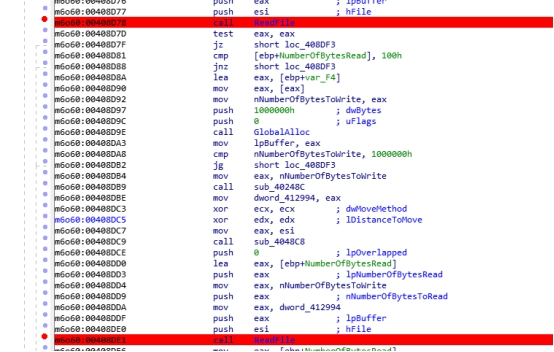 m6o60:00408D76 push eax ; lpBuffer
m6o60:00408D77 push esi ; hFile
m6o60:00408D78 call ReadFile
m6o60:00408D7D test eax, eax
m6o60:00408D7F jz short loc_408DF3
m6o60:00408D81 cmp [ebp+NumberOfBytesRead], 100h
m6o60:00408D88 jnz short loc_408DF3
m6o60:00408D8A lea eax, [ebp+var_F4]
m6o60:00408D90 mov eax, [eax]
m6o60:00408D92 mov nNumberOfBytesToWrite, eax
m6o60:00408D97 push 1000000h ; dwBytes
m6o60:00408D9C push 0 ; uFlags
m6o60:00408D9E call GlobalAlloc
m6o60:00408DA3 mov lpBuffer, eax
m6o60:00408DA8 cmp nNumberOfBytesToWrite, 1000000h
m6o60:00408DB2 jg short loc_408DF3
m6o60:00408DB4 mov eax, nNumberOfBytesToWrite
m6o60:00408DB9 call sub_40248C
m6o60:00408DBE mov dword_412994, eax
m6o60:00408DC3 xor ecx, ecx ; dwMoveMethod
m6o60:00408DC5 xor edx, edx ; lDistanceToMove
m6o60:00408DC7 mov eax, esi
m6o60:00408DC9 call sub_4048C8
m6o60:00408DCE push 0 ; lpOverlapped
m6o60:00408DD0 lea eax, [ebp+NumberOfBytesRead]
m6o60:00408DD3 push eax ; lpNumberOfBytesRead
m6o60:00408DD4 mov eax, nNumberOfBytesToWrite
m6o60:00408DD9 push eax ; nNumberOfBytesToRead
m6o60:00408DDA mov eax, dword_412994
m6o60:00408DDF push eax ; lpBuffer
m6o60:00408DE0 push esi ; hFile
m6o60:00408DE1 call ReadFile
m6o60:00408DE6 mov eax, [ebp+NumberOfBytesRead]